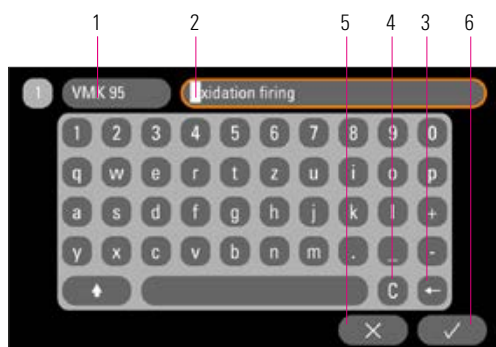 1 2 5 4 3 6
1 VMK 95 xidation firing
1 2 3 4 5 6 7 8 9 0
q w e r t z u i o p
a s d f g h j k l +
y x c v b n m . _ -
C ←